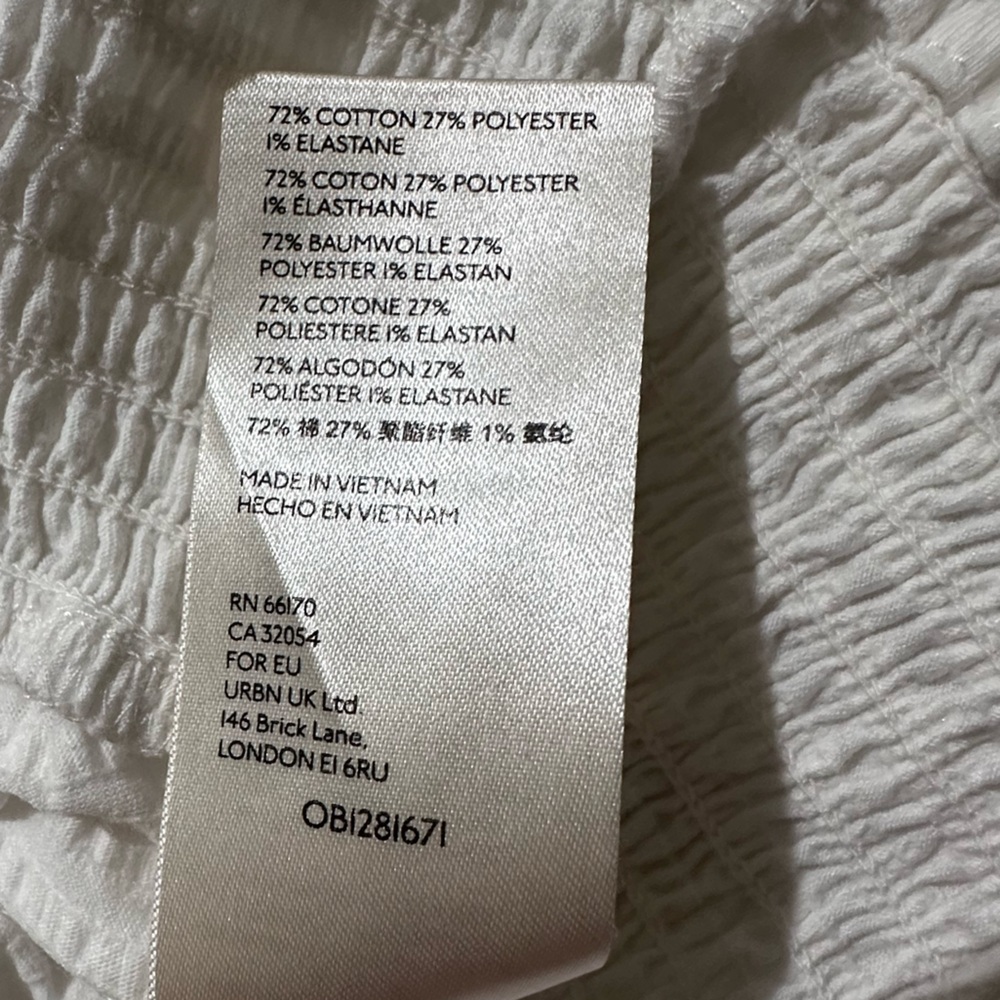 72% COTTON 27% POLYESTER
1% ELASTANE
72% COTON 27% POLYESTER
1% ÉLASTHANNE
72% BAUMWOLLE 27%
POLYESTER 1% ELASTAN
72% COTONE 27%
POLIESTERE 1% ELASTAN
72% ALGODÓN 27%
POLIÉSTER 1% ELASTANE
72% 棉 27% 聚酯纤维 1% 氨纶
MADE IN VIETNAM
HECHO EN VIETNAM
RN 66170
CA 32054
FOR EU
URBN UK Ltd.
146 Brick Lane,
LONDON E1 6RU
OB1281671